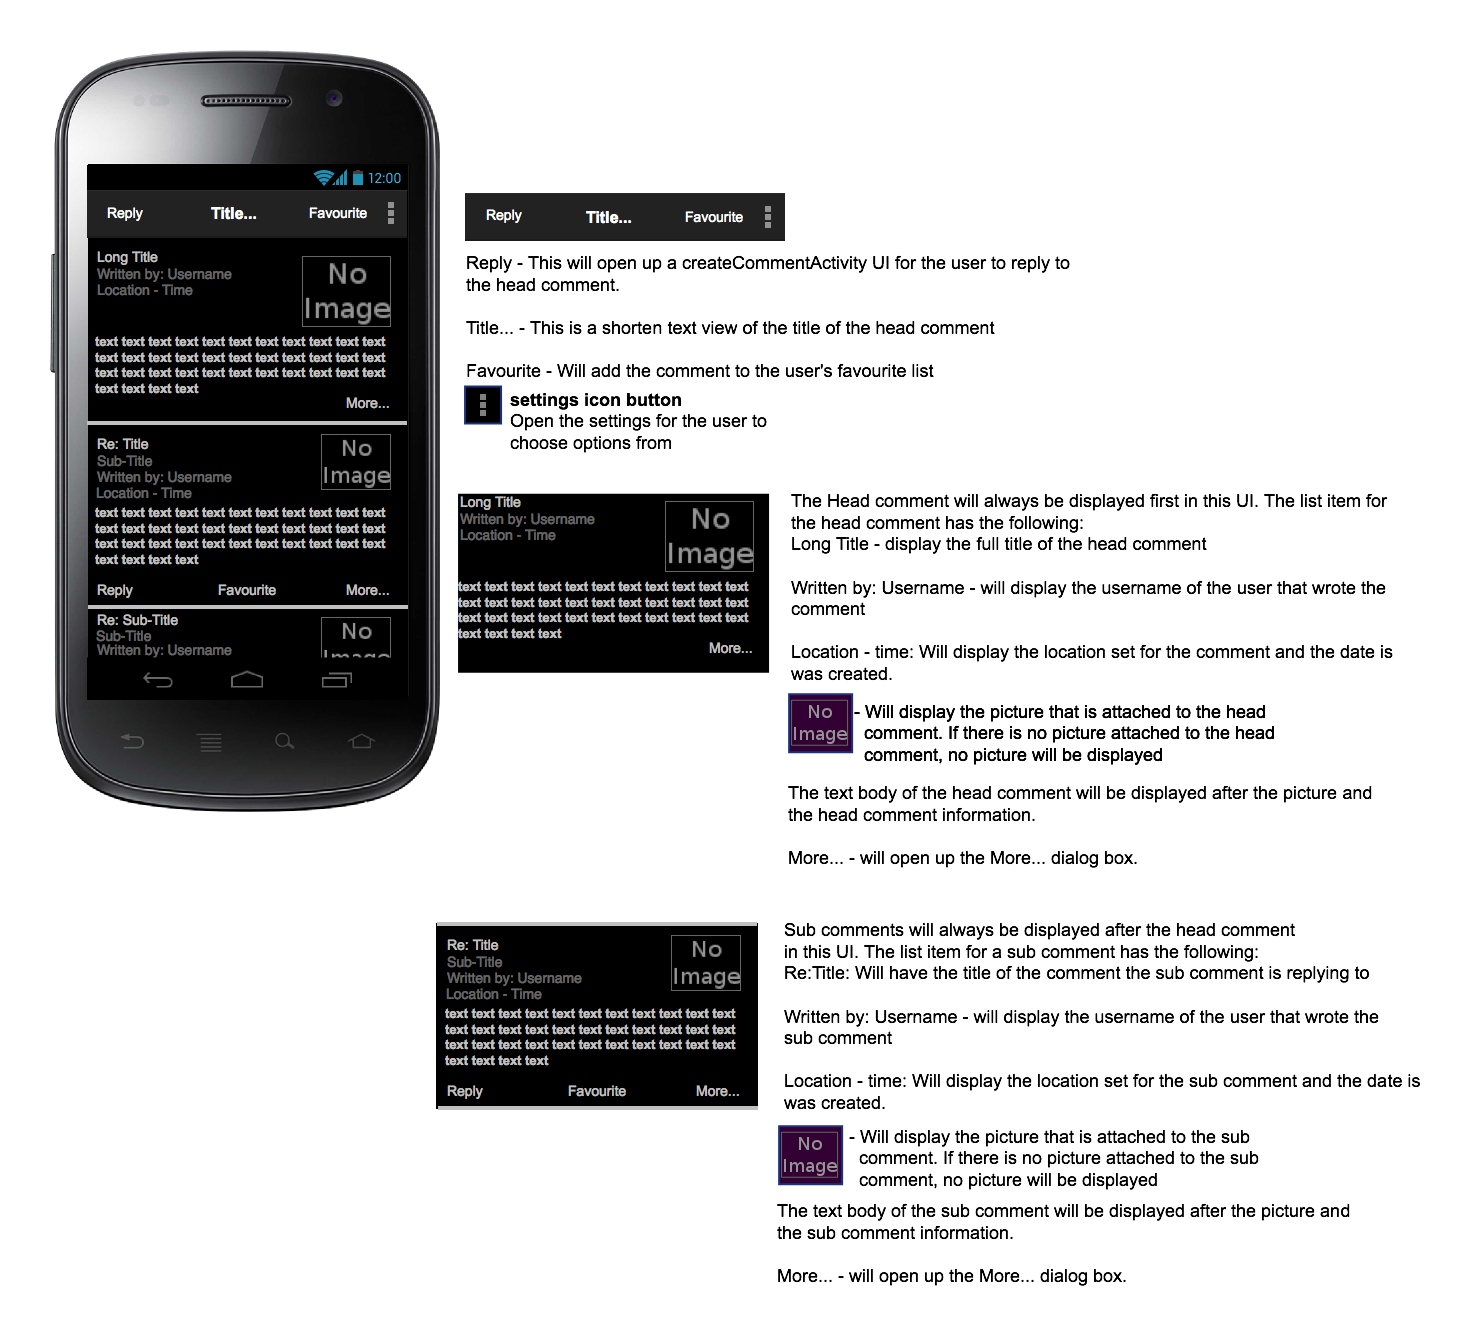 12:00
Reply Title... Favourite
Long Title
Written by: Username
Location - Time
No
Image
text text text text text text text text text text text
text text text text text text text text text text text
text text text text text text text text text text text
text text text text
More...
Re: Title
Sub-Title
Written by: Username
Location - Time
No
Image
text text text text text text text text text text text
text text text text text text text text text text text
text text text text text text text text text text text
text text text text
Reply Favourite More...
Re: Sub-Title
Sub-Title
Written by: Username
No
Image
Reply Title... Favourite
Reply - This will open up a createCommentActivity UI for the user to reply to
the head comment.
Title... - This is a shorten text view of the title of the head comment
Favourite - Will add the comment to the user's favourite list
settings icon button
Open the settings for the user to
choose options from
Long Title
Written by: Username
Location - Time
No
Image
text text text text text text text text text text text
text text text text text text text text text text text
text text text text text text text text text text text
text text text text
More...
The Head comment will always be displayed first in this UI. The list item for
the head comment has the following:
Long Title - display the full title of the head comment
Written by: Username - will display the username of the user that wrote the
comment
Location - time: Will display the location set for the comment and the date is
was created.
No
Image
- Will display the picture that is attached to the head
comment. If there is no picture attached to the head
comment, no picture will be displayed
The text body of the head comment will be displayed after the picture and
the head comment information.
More... - will open up the More... dialog box.
Re: Title
Sub-Title
Written by: Username
Location - Time
No
Image
text text text text text text text text text text text
text text text text text text text text text text text
text text text text text text text text text text text
text text text text
Reply Favourite More...
Sub comments will always be displayed after the head comment
in this UI. The list item for a sub comment has the following:
Re:Title: Will have the title of the comment the sub comment is replying to
Written by: Username - will display the username of the user that wrote the
sub comment
Location - time: Will display the location set for the sub comment and the date is
was created.
No
Image
- Will display the picture that is attached to the sub
comment. If there is no picture attached to the sub
comment, no picture will be displayed
The text body of the sub comment will be displayed after the picture and
the sub comment information.
More... - will open up the More... dialog box.